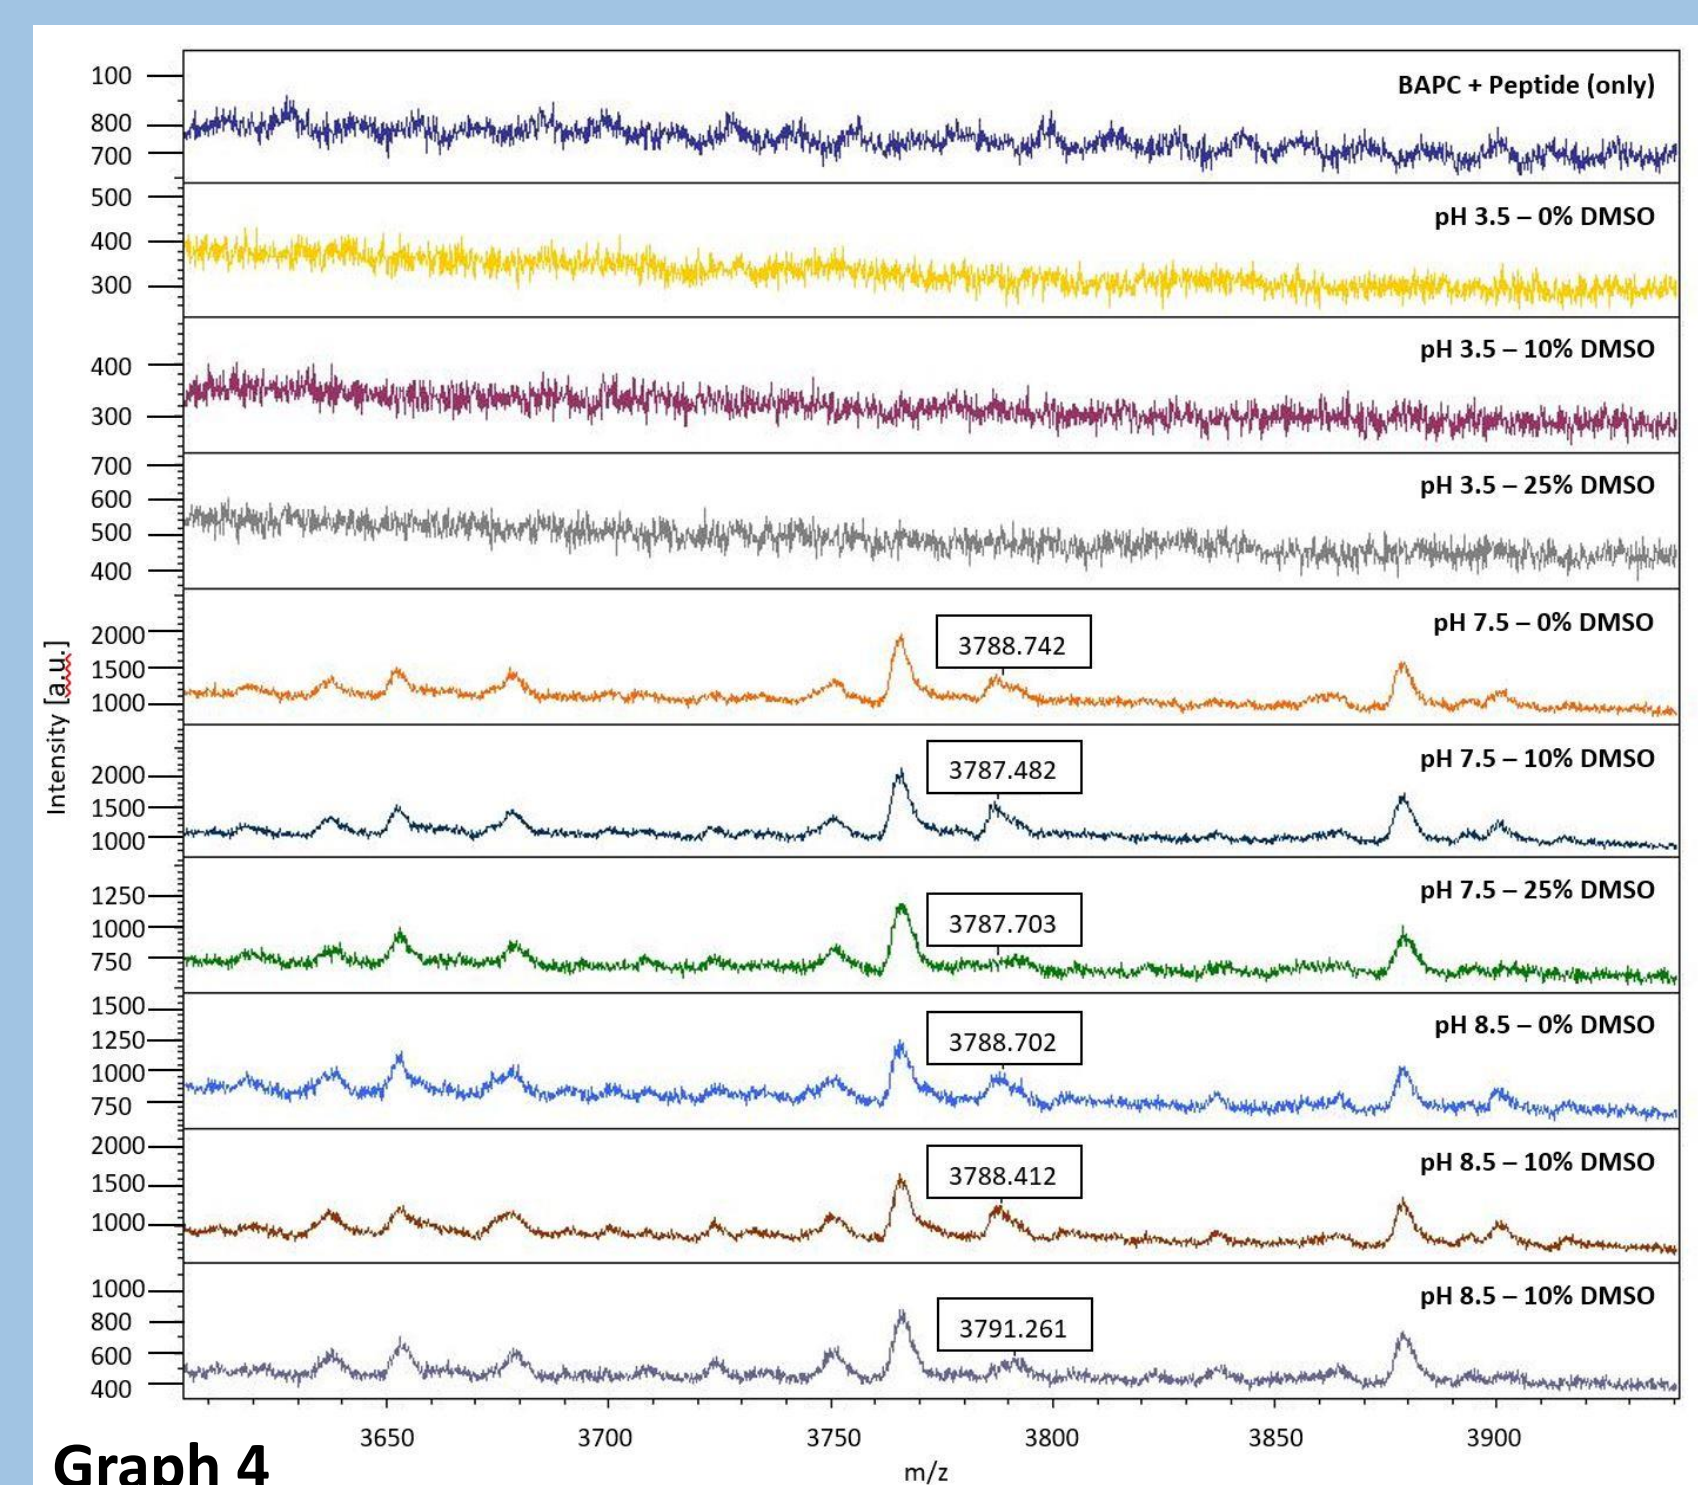 100
BAPC + Peptide (only)
800
700
500
pH 3.5 – 0% DMSO
400
300
pH 3.5 – 10% DMSO
400
300
700
pH 3.5 – 25% DMSO
600
500
400
pH 7.5 – 0% DMSO
2000
3788.742
1500
1000
pH 7.5 – 10% DMSO
2000
3787.482
1500
1000
pH 7.5 – 25% DMSO
1250
3787.703
1000
750
1500
pH 8.5 – 0% DMSO
1250
3788.702
1000
750
2000
pH 8.5 – 10% DMSO
1500
3788.412
1000
1000
pH 8.5 – 10% DMSO
800
3791.261
600
400
Intensity [a.u.]
3650 3700 3750 3800 3850 3900
m/z
Graph 4